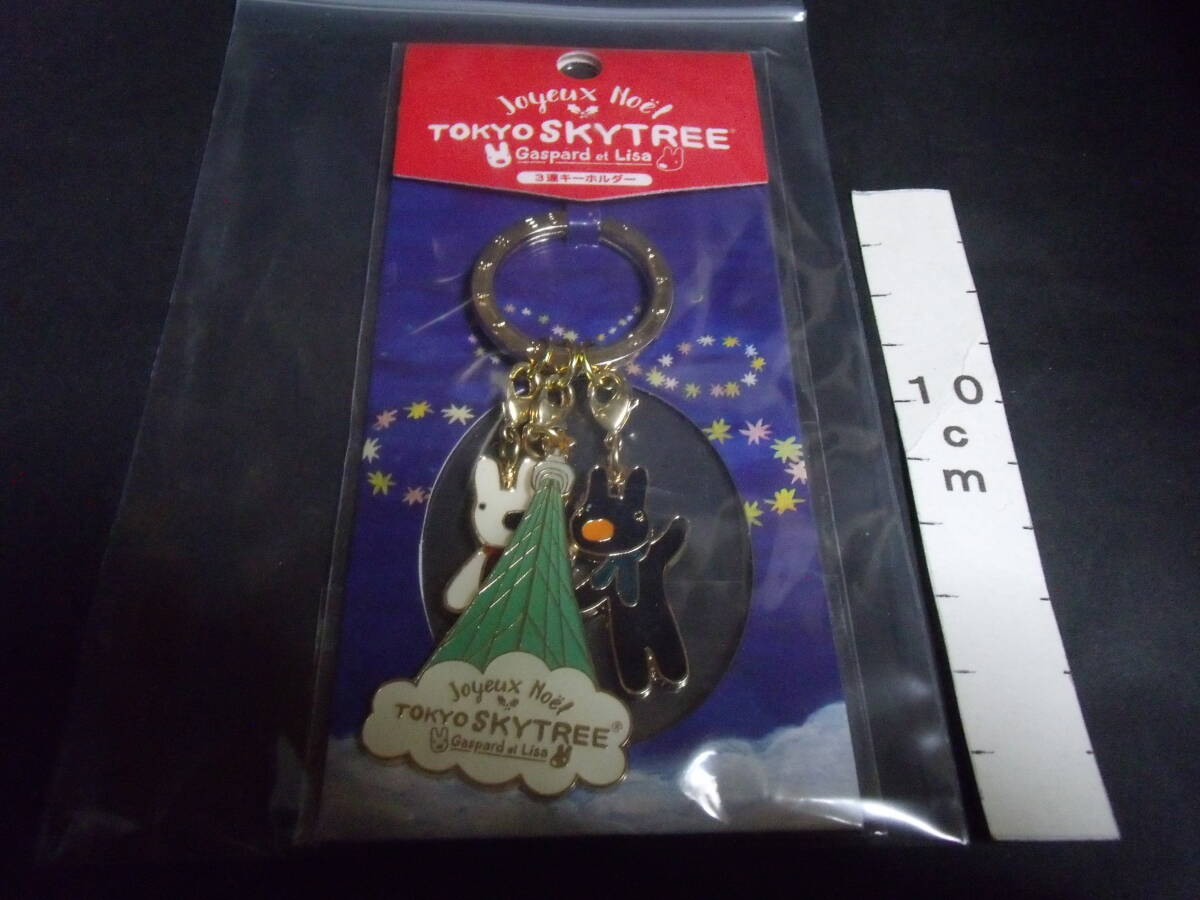 Joyeux Noël
TOKYO SKYTREE®
Gaspard et Lisa
3連キーホルダー
Joyeux Noël
TOKYO SKYTREE®
Gaspard et Lisa
10
c
m